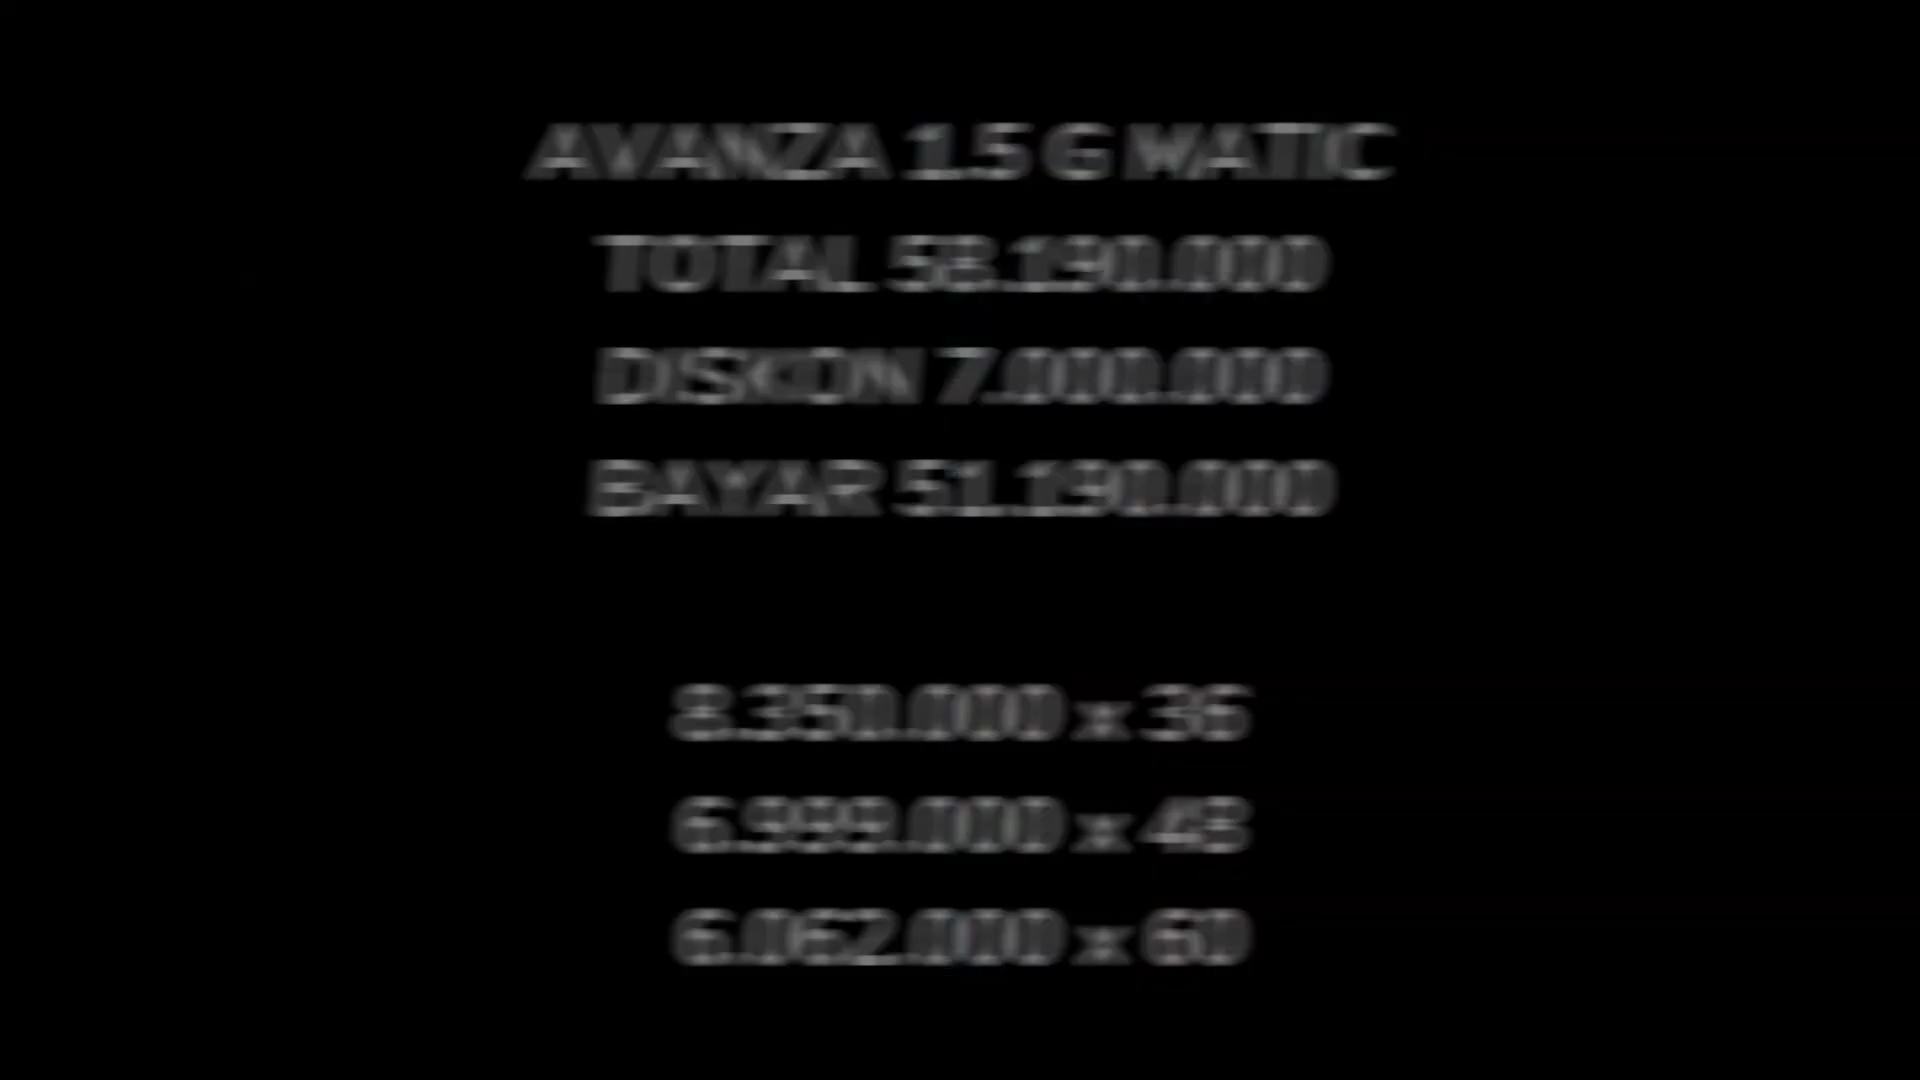 AVANZA 1.5 G MATIC
TOTAL 58.190.000
DISKON 7.000.000
BAYAR 51.190.000
8.350.000 x 36
6.999.000 x 48
6.062.000 x 60